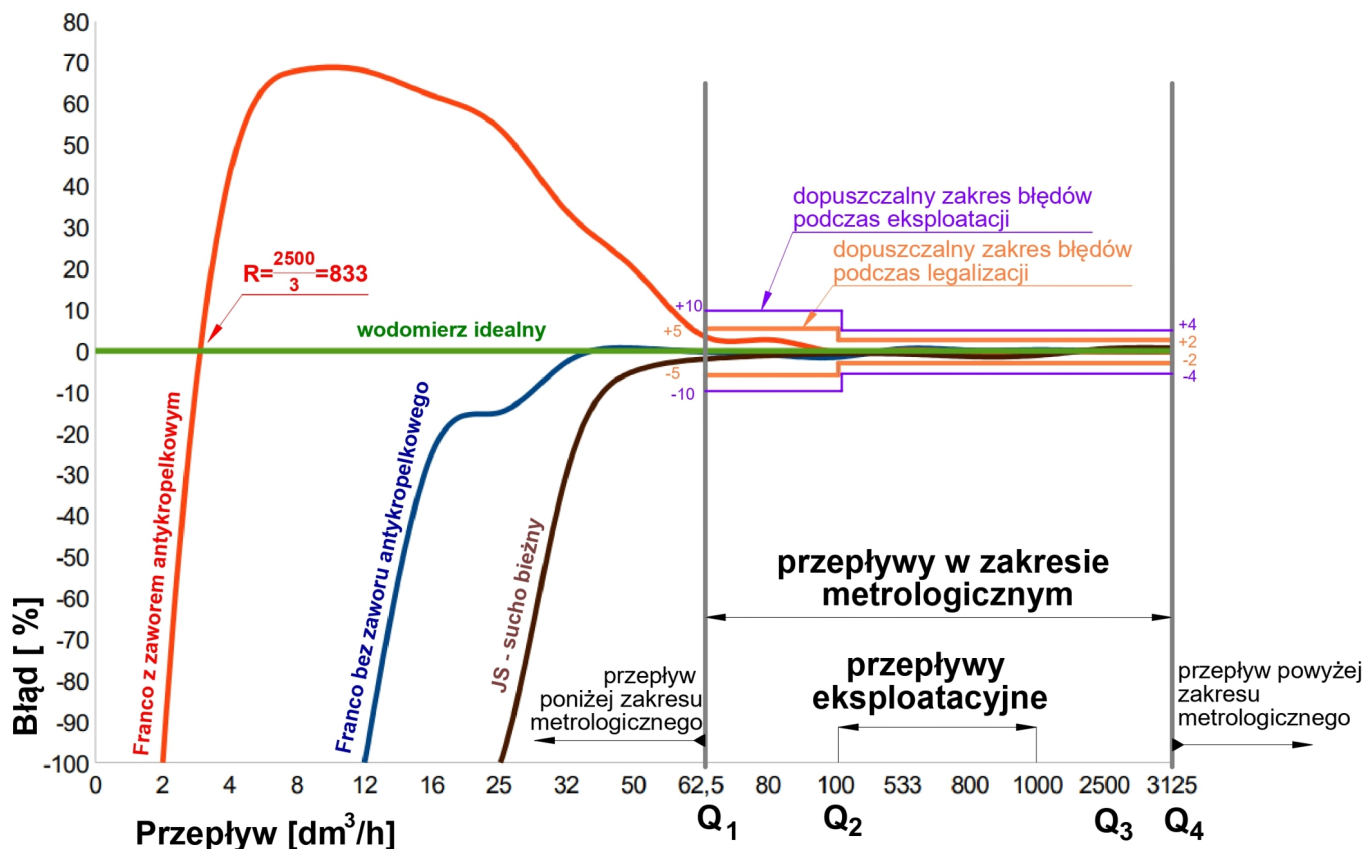 80
70
60
50
40
30
20
10
0
-10
-20
-30
-40
-50
-60
-70
-80
-90
-100
Błąd [ %]
0 2 4 8 12 16 25 32 50 62,5 80 100 533 800 1000 2500 3125
Q1 Q2 Q3 Q4
Przepływ [dm³/h]
R=2500/3=833
wodomierz idealny
Franco z zaworem antykropelkowym
Franco bez zaworu antykropelkowego
JS - sucho bieżny
dopuszczalny zakres błędów
podczas eksploatacji
dopuszczalny zakres błędów
podczas legalizacji
+10
+5
-5
-10
+4
+2
-2
-4
przepływy w zakresie
metrologicznym
przepływy
eksploatacyjne
przepływ
poniżej zakresu
metrologicznego
przepływ powyżej
zakresu
metrologicznego